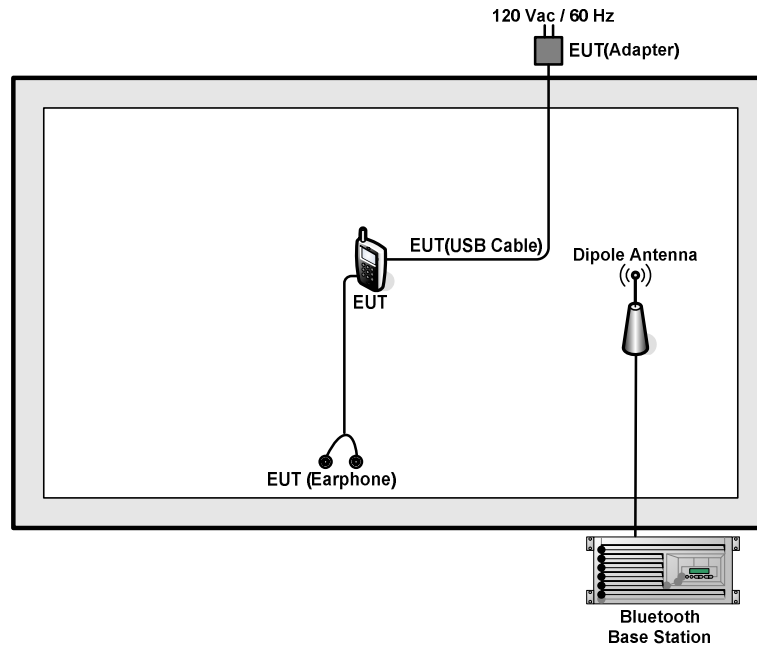 120 Vac / 60 Hz
EUT(Adapter)
EUT(USB Cable)
Dipole Antenna
EUT
EUT (Earphone)
Bluetooth
Base Station